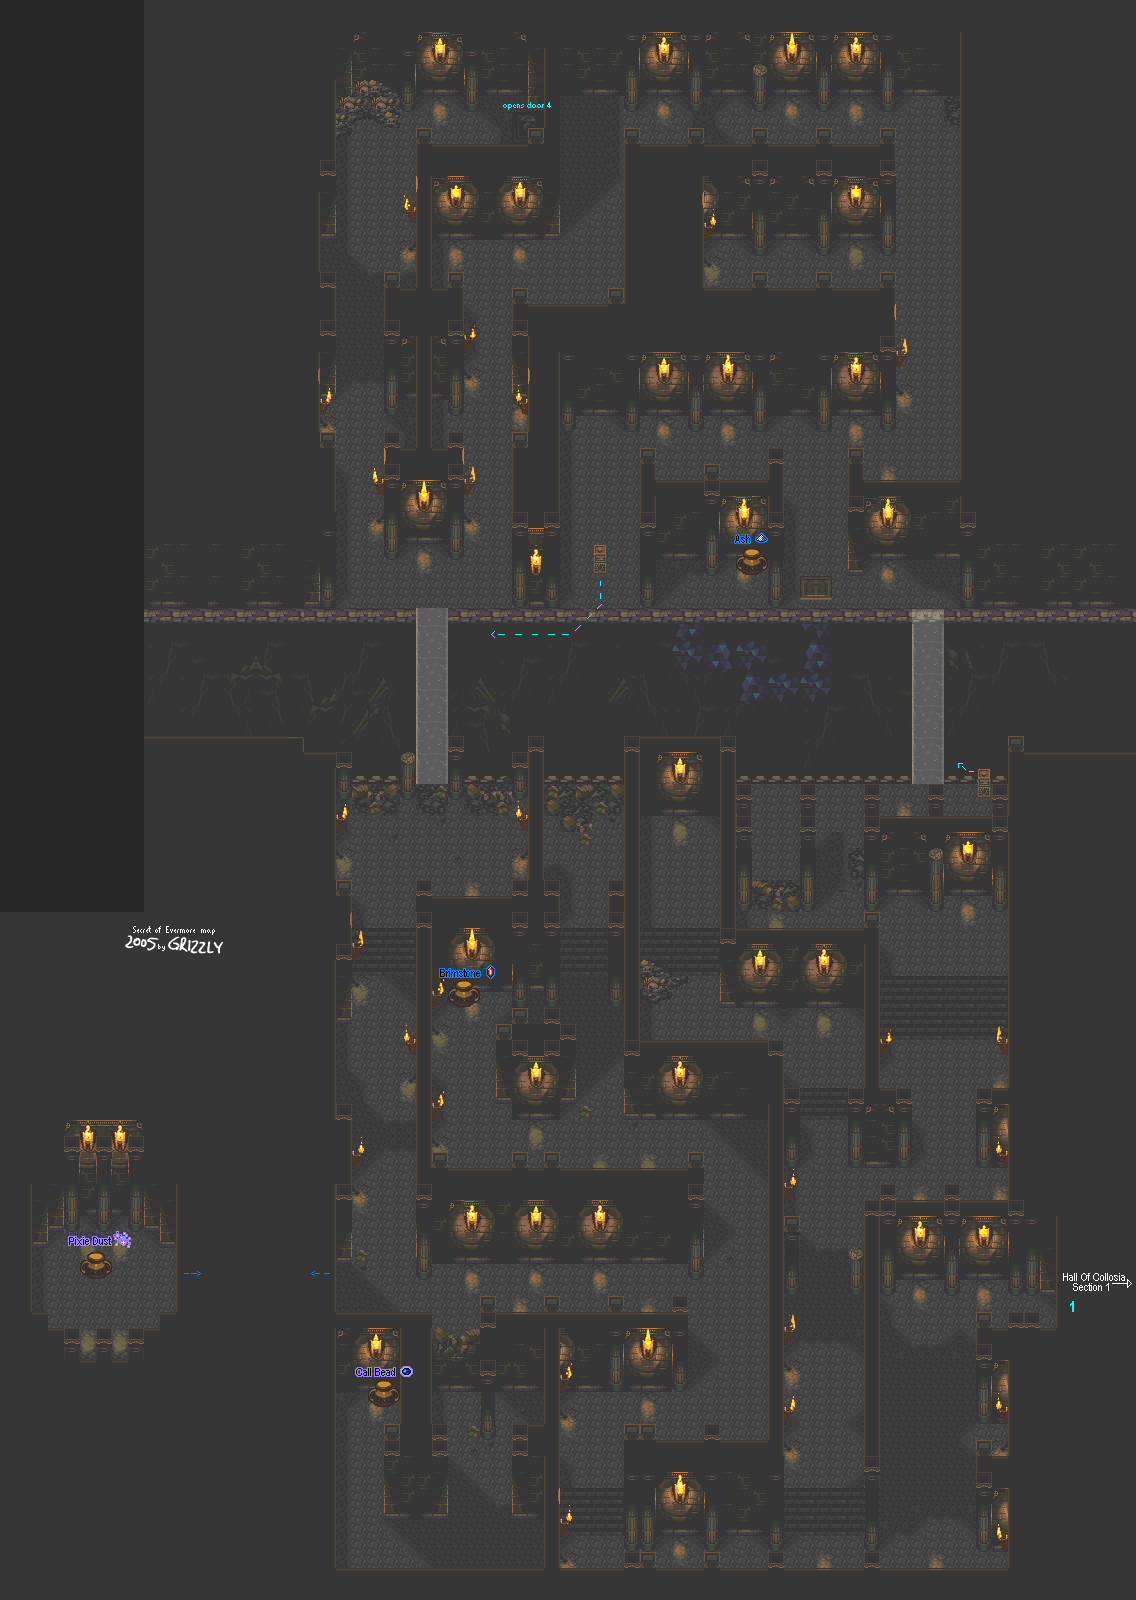 opens door 4
Ash
Secret of Evermore map
2005 by GRIZZLY
Brimstone
Pixie Dust
Hall Of Collosia
Section 1
1
Call Bead